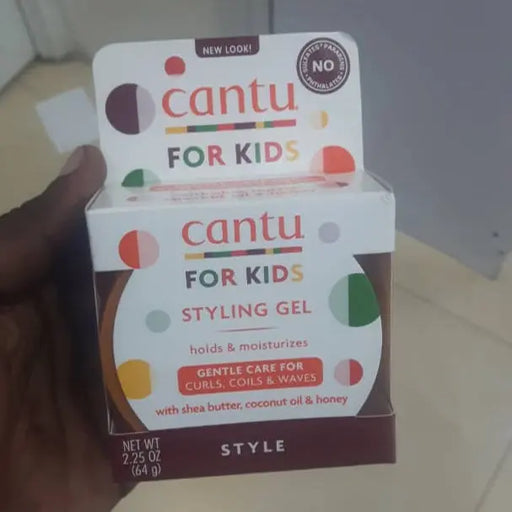 NEW LOOK!
SULFATES PARABENS
NO
PHTHALATES
cantu
FOR KIDS
cantu
FOR KIDS
STYLING GEL
holds & moisturizes
GENTLE CARE FOR
CURLS, COILS & WAVES
with shea butter, coconut oil & honey
NET WT
2.25 OZ
(64 g)
STYLE